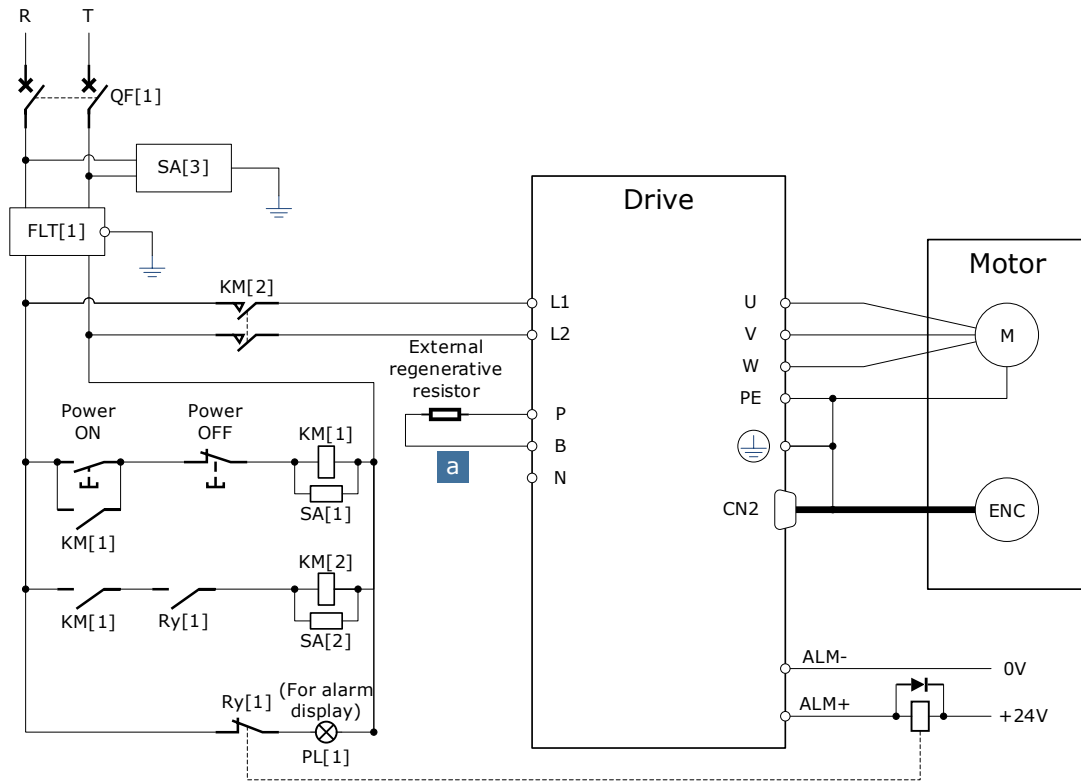 R
T
QF[1]
SA[3]
FLT[1]
KM[2]
Drive
Motor
L1
L2
U
V
W
PE
M
External
regenerative
resistor
P
B
N
a
CN2
ENC
Power
ON
Power
OFF
KM[1]
SA[1]
KM[1]
KM[2]
KM[1]
Ry[1]
SA[2]
Ry[1]
(For alarm
display)
PL[1]
ALM-
0V
ALM+
+24V